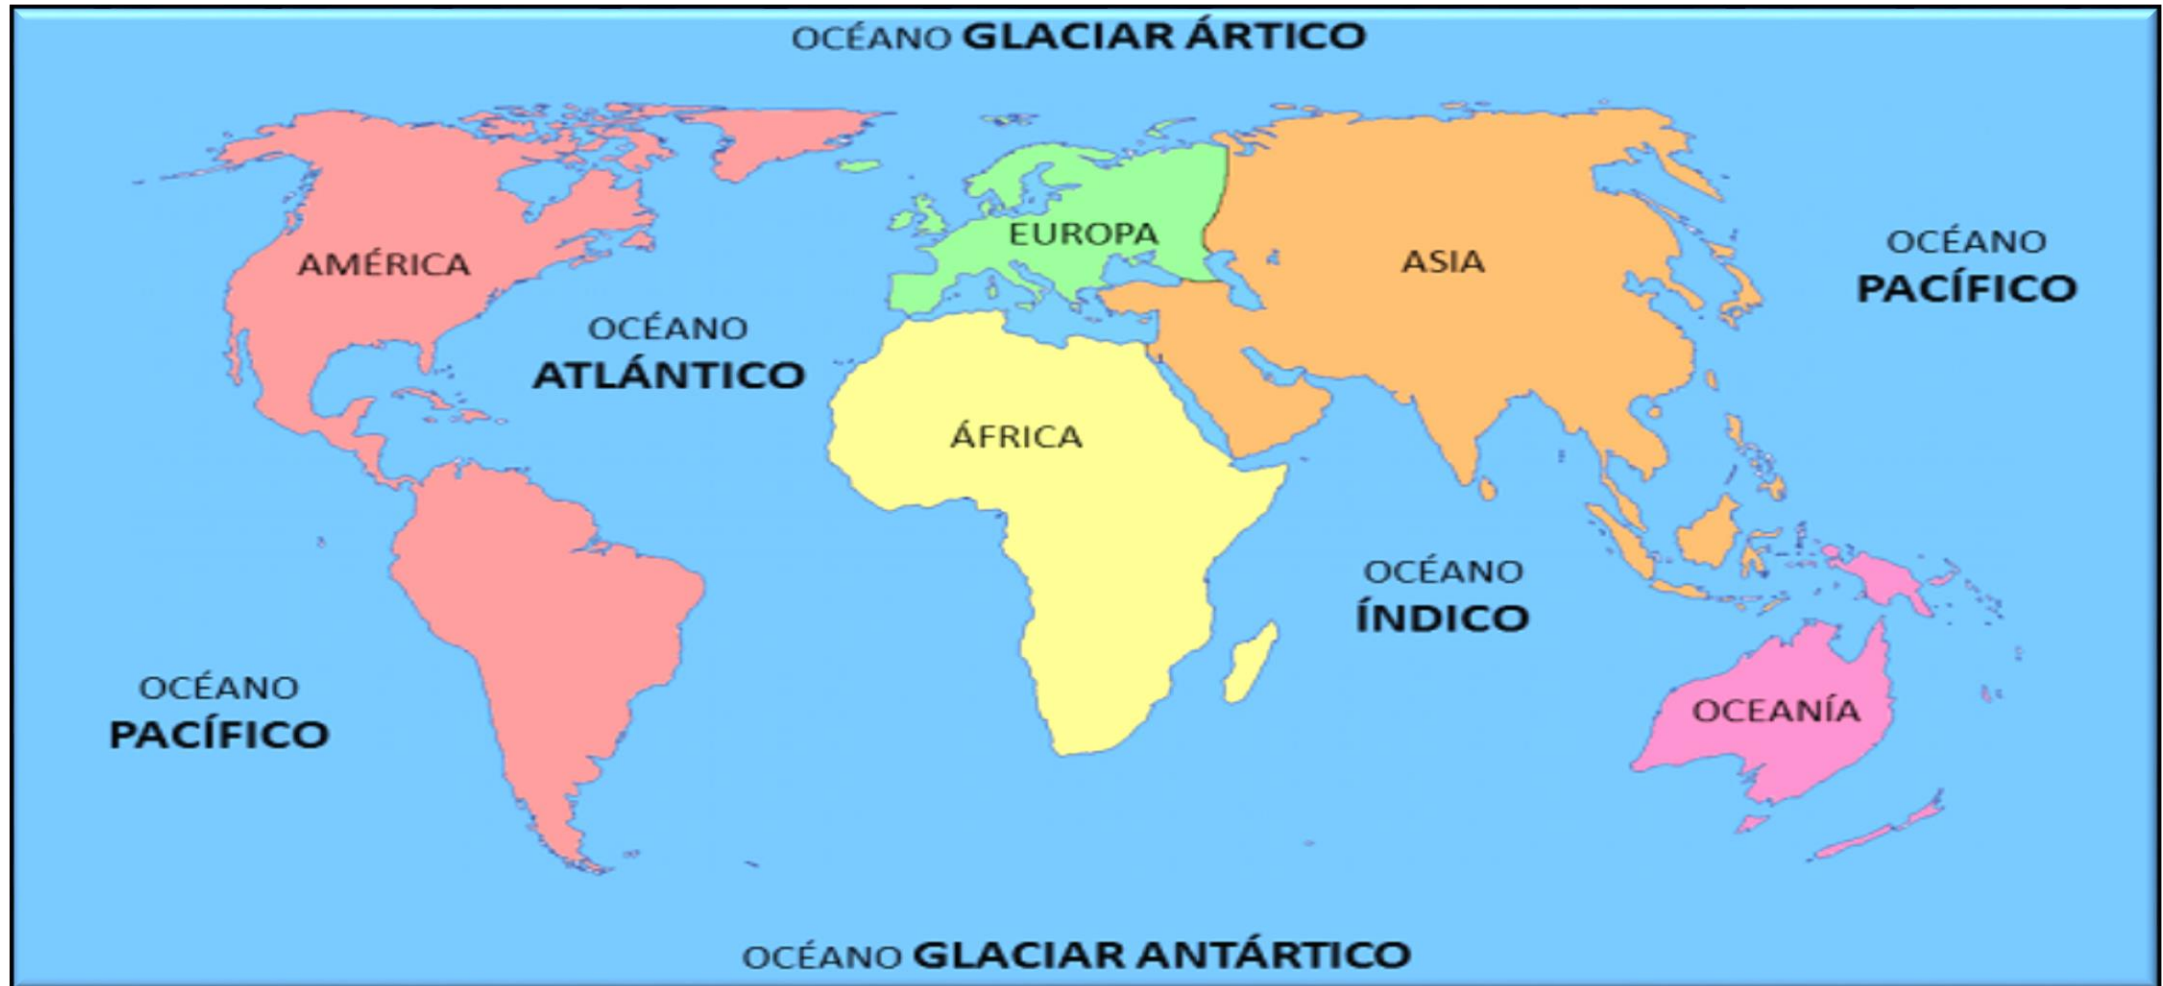 OCÉANO GLACIAR ÁRTICO
AMÉRICA
EUROPA
ASIA
OCÉANO
PACÍFICO
OCÉANO
ATLÁNTICO
ÁFRICA
OCÉANO
ÍNDICO
OCÉANO
PACÍFICO
OCEANÍA
OCÉANO GLACIAR ANTÁRTICO